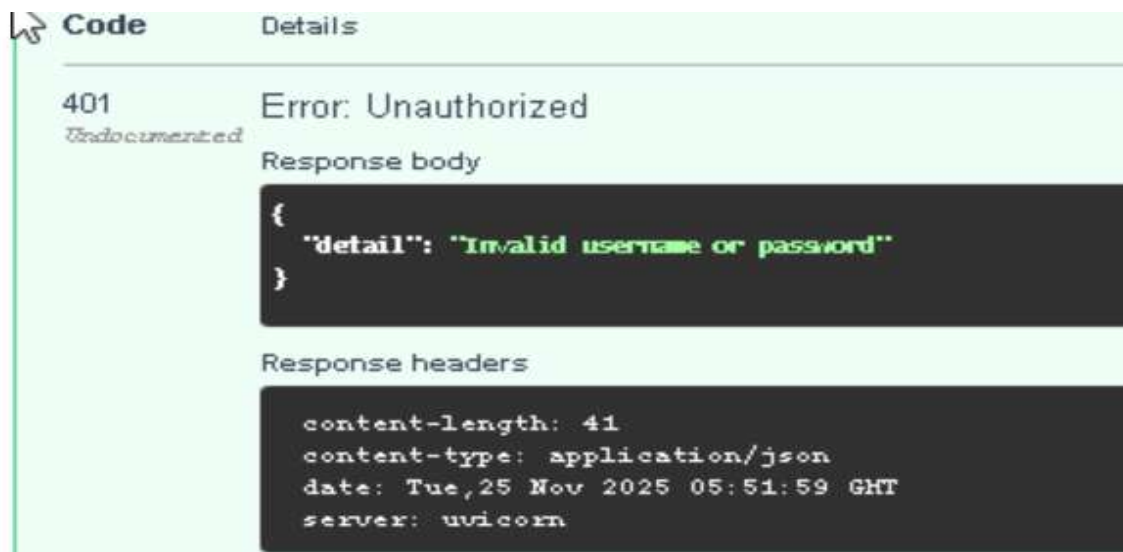 Code Details
401 Error: Unauthorized
Undocumented
Response body
{
"detail": "Invalid username or password"
}
Response headers
content-length: 41
content-type: application/json
date: Tue,25 Nov 2025 05:51:59 GMT
server: uvicorn